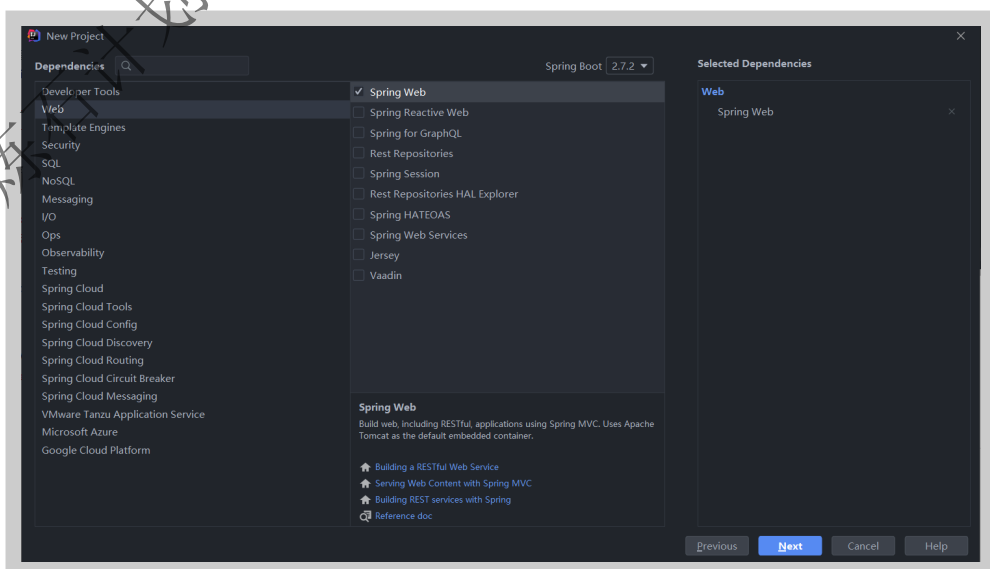 New Project
Dependencies
Spring Boot 2.7.2
Selected Dependencies
Developer Tools
Web
Template Engines
Security
SQL
NoSQL
Messaging
I/O
Ops
Observability
Testing
Spring Cloud
Spring Cloud Tools
Spring Cloud Config
Spring Cloud Discovery
Spring Cloud Routing
Spring Cloud Circuit Breaker
Spring Cloud Messaging
VMware Tanzu Application Service
Microsoft Azure
Google Cloud Platform
Spring Web
Spring Reactive Web
Spring for GraphQL
Rest Repositories
Spring Session
Rest Repositories HAL Explorer
Spring HATEOAS
Spring Web Services
Jersey
Vaadin
Spring Web
Build web, including RESTful, applications using Spring MVC. Uses Apache
Tomcat as the default embedded container.
Building a RESTful Web Service
Serving Web Content with Spring MVC
Building REST services with Spring
Reference doc
Web
Spring Web
Previous
Next
Cancel
Help